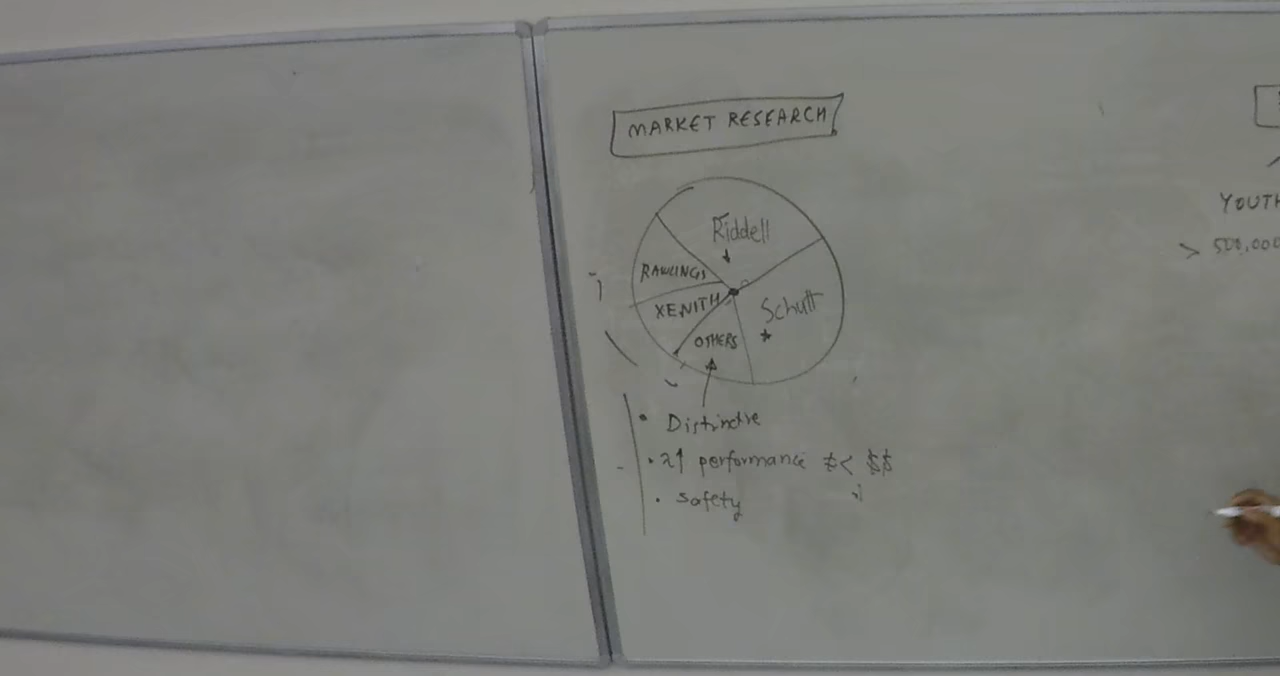 MARKET RESEARCH
Riddell
RAWLINGS
XENITH
Schutt
OTHERS
• Distinctive
• ↑ performance < $$
• safety
YOUTH
> 500,000